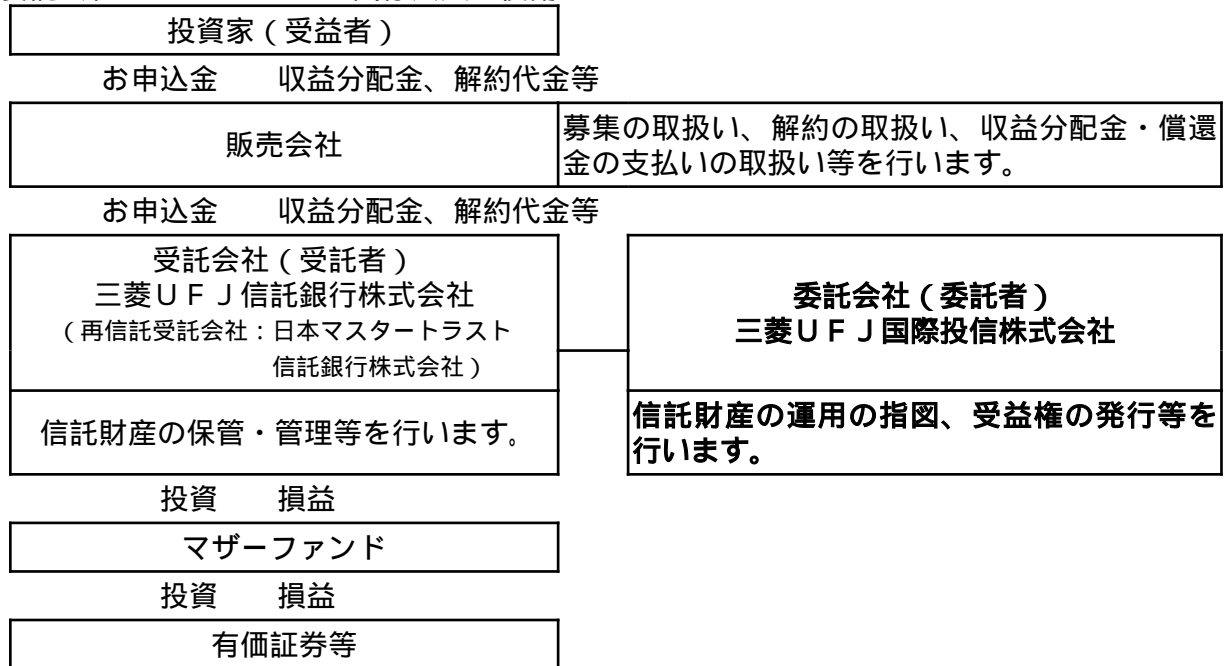 投資家（受益者）
お申込金　収益分配金、解約代金等
販売会社
募集の取扱い、解約の取扱い、収益分配金・償還
金の支払いの取扱い等を行います。
お申込金　収益分配金、解約代金等
受託会社（受託者）
三菱ＵＦＪ信託銀行株式会社
（再信託受託会社：日本マスタートラスト
信託銀行株式会社）
委託会社（委託者）
三菱ＵＦＪ国際投信株式会社
信託財産の保管・管理等を行います。
信託財産の運用の指図、受益権の発行等を
行います。
投資　損益
マザーファンド
投資　損益
有価証券等